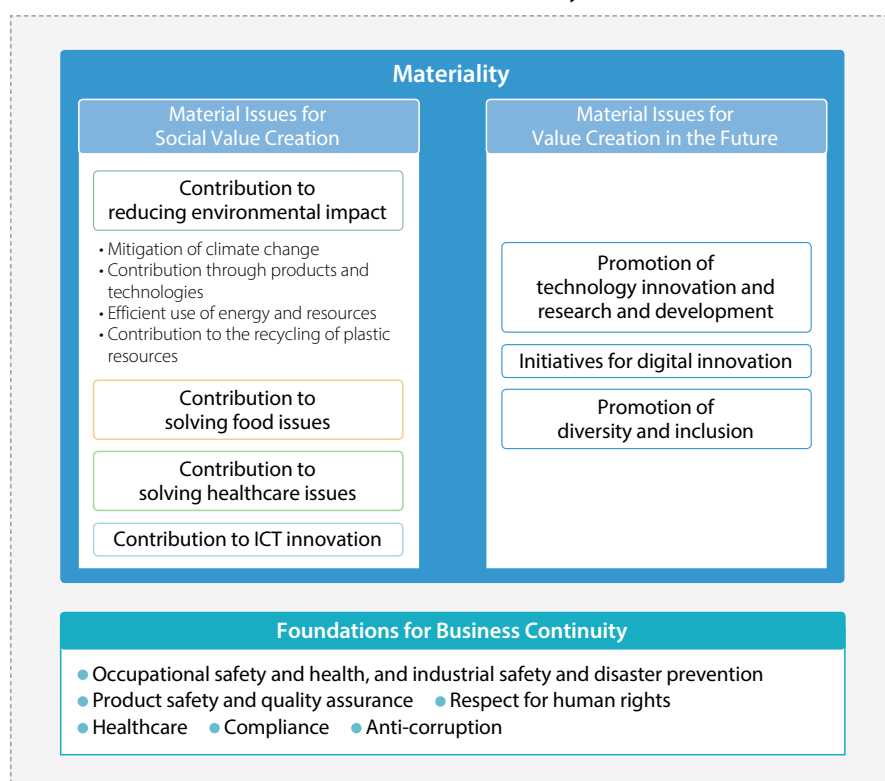 Materiality
Material Issues for
Social Value Creation
Contribution to
reducing environmental impact
• Mitigation of climate change
• Contribution through products and
technologies
• Efficient use of energy and resources
• Contribution to the recycling of plastic
resources
Contribution to
solving food issues
Contribution to
solving healthcare issues
Contribution to ICT innovation
Material Issues for
Value Creation in the Future
Promotion of
technology innovation and
research and development
Initiatives for digital innovation
Promotion of
diversity and inclusion
Foundations for Business Continuity
● Occupational safety and health, and industrial safety and disaster prevention
● Product safety and quality assurance ● Respect for human rights
● Healthcare ● Compliance ● Anti-corruption